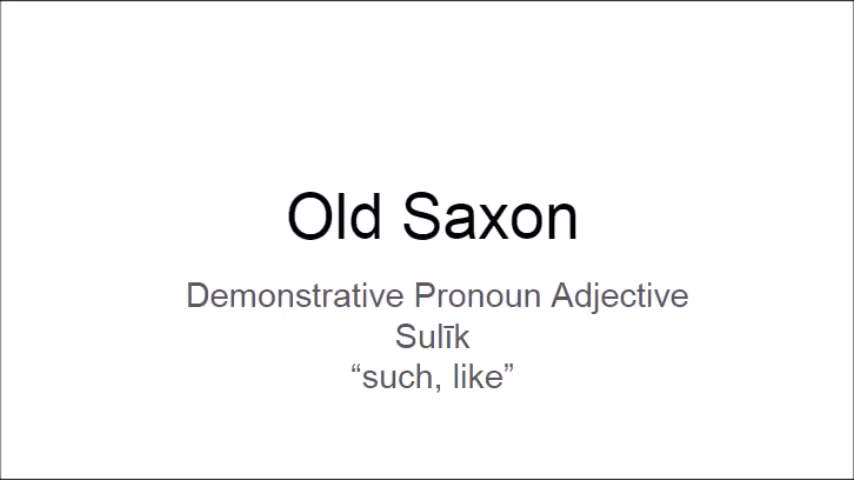 Old Saxon
Demonstrative Pronoun Adjective
Sulīk
“such, like”